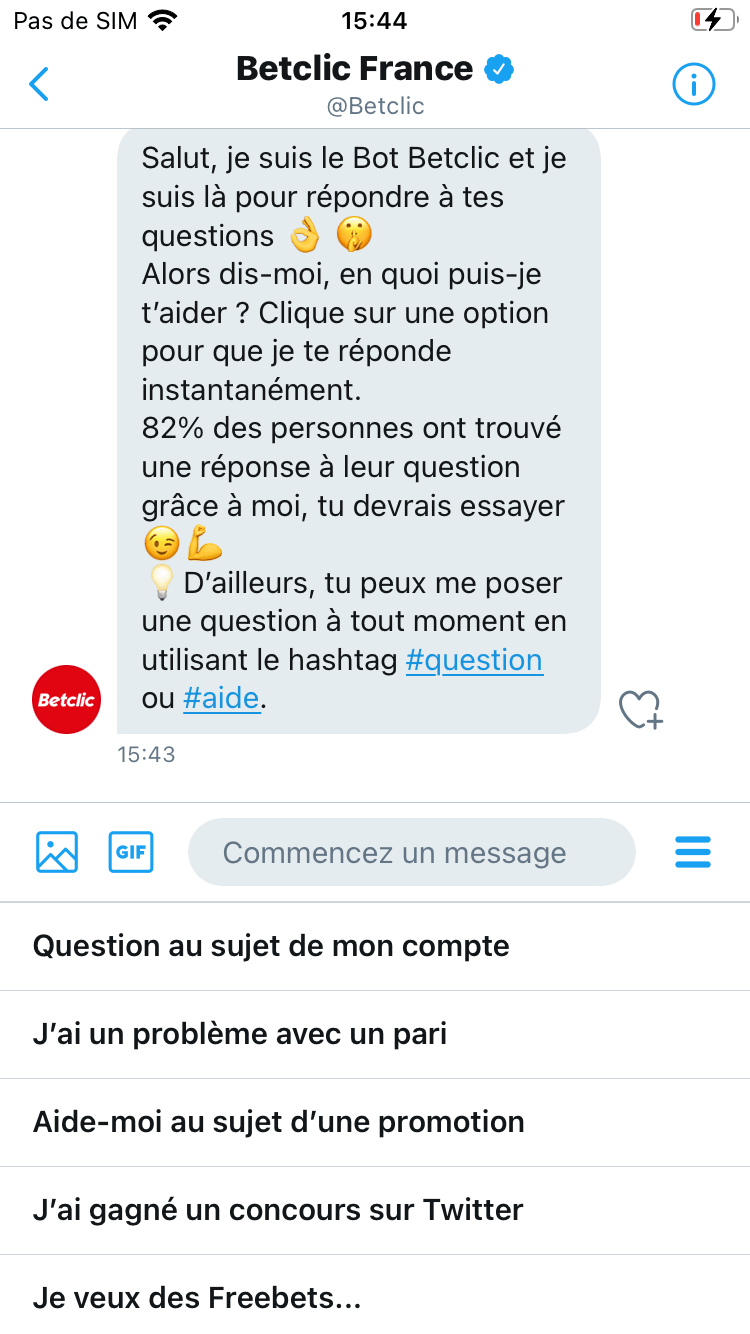 Pas de SIM
15:44
Betclic France
@Betclic
Salut, je suis le Bot Betclic et je
suis là pour répondre à tes
questions 👌 🤫
Alors dis-moi, en quoi puis-je
t’aider ? Clique sur une option
pour que je te réponde
instantanément.
82% des personnes ont trouvé
une réponse à leur question
grâce à moi, tu devrais essayer
😉💪
💡D’ailleurs, tu peux me poser
une question à tout moment en
utilisant le hashtag #question
ou #aide.
Betclic
15:43
GIF
Commencez un message
Question au sujet de mon compte
J’ai un problème avec un pari
Aide-moi au sujet d’une promotion
J’ai gagné un concours sur Twitter
Je veux des Freebets...